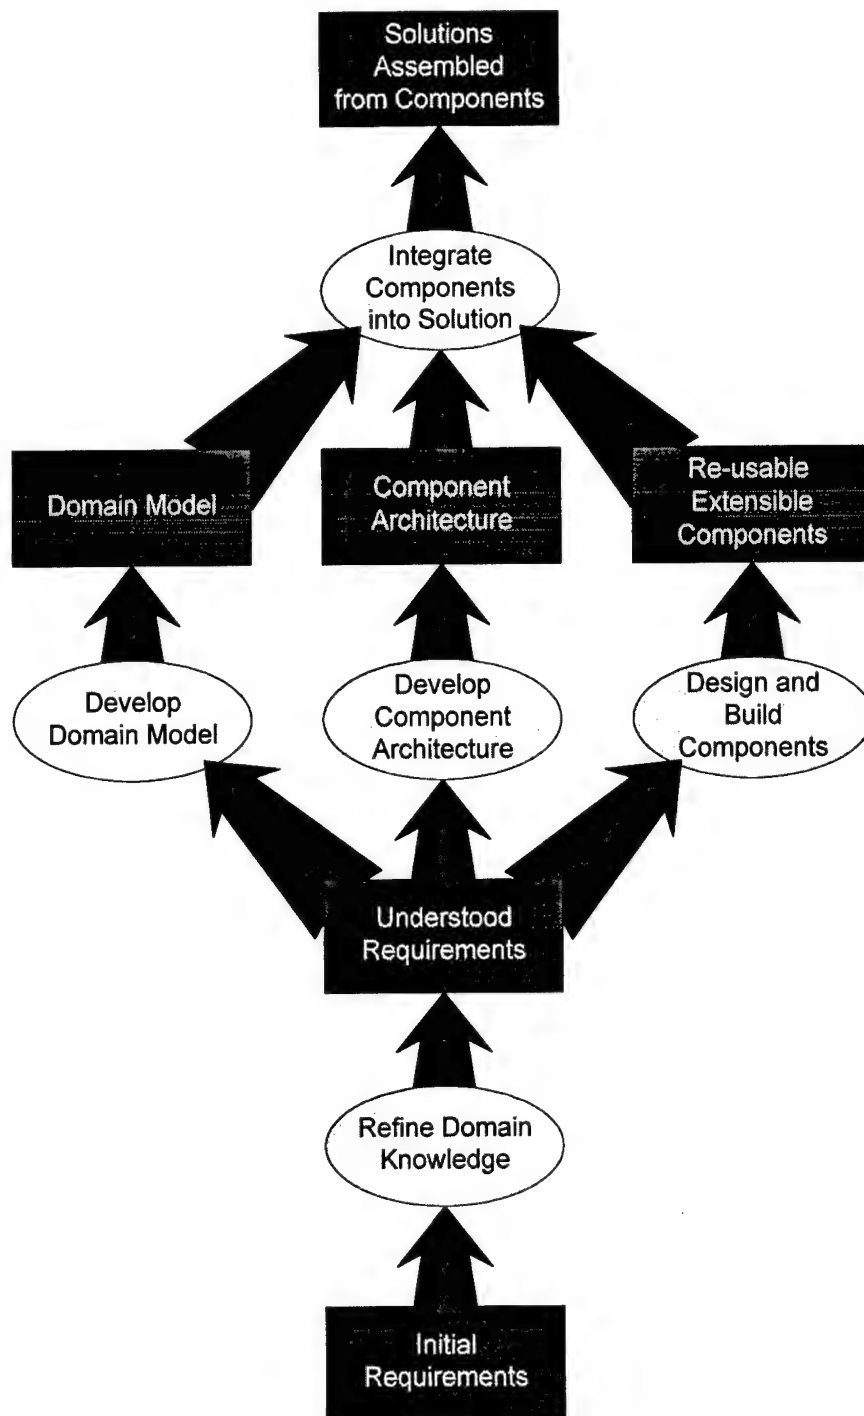 Solutions
Assembled
from Components
Integrate
Components
into Solution
Domain Model
Component
Architecture
Re-usable
Extensible
Components
Develop
Domain Model
Develop
Component
Architecture
Design and
Build
Components
Understood
Requirements
Refine Domain
Knowledge
Initial
Requirements